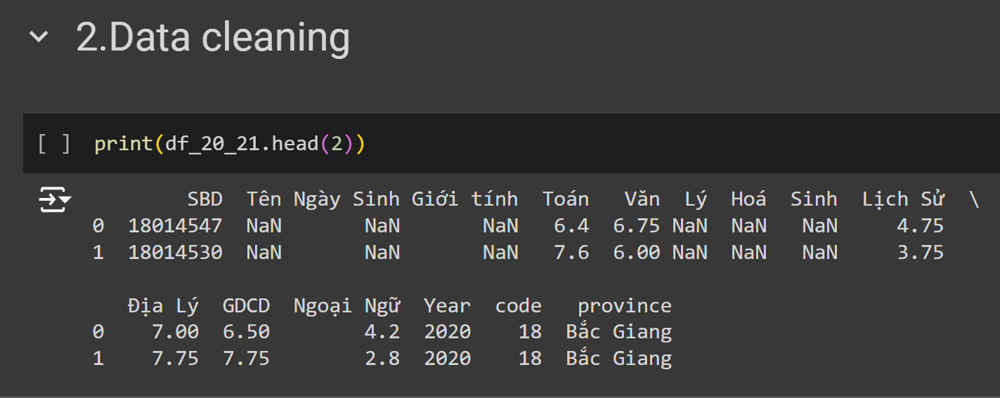 2.Data cleaning
[ ] print(df_20_21.head(2))
SBD Tên Ngày Sinh Giới tính Toán Văn Lý Hoá Sinh Lịch Sử \
0 18014547 NaN NaN NaN 6.4 6.75 NaN NaN NaN 4.75
1 18014530 NaN NaN NaN 7.6 6.00 NaN NaN NaN 3.75
Địa Lý GDCD Ngoại Ngữ Year code province
0 7.00 6.50 4.2 2020 18 Bắc Giang
1 7.75 7.75 2.8 2020 18 Bắc Giang